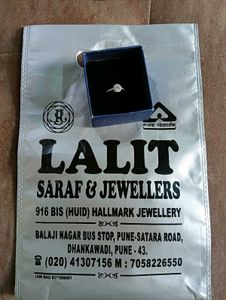 LALIT
SARAF & JEWELLERS
916 BIS (HUID) HALLMARK JEWELLERY
BALAJI NAGAR BUS STOP, PUNE-SATARA ROAD,
DHANKAWADI, PUNE - 43.
(020) 41307156 M : 7058226550